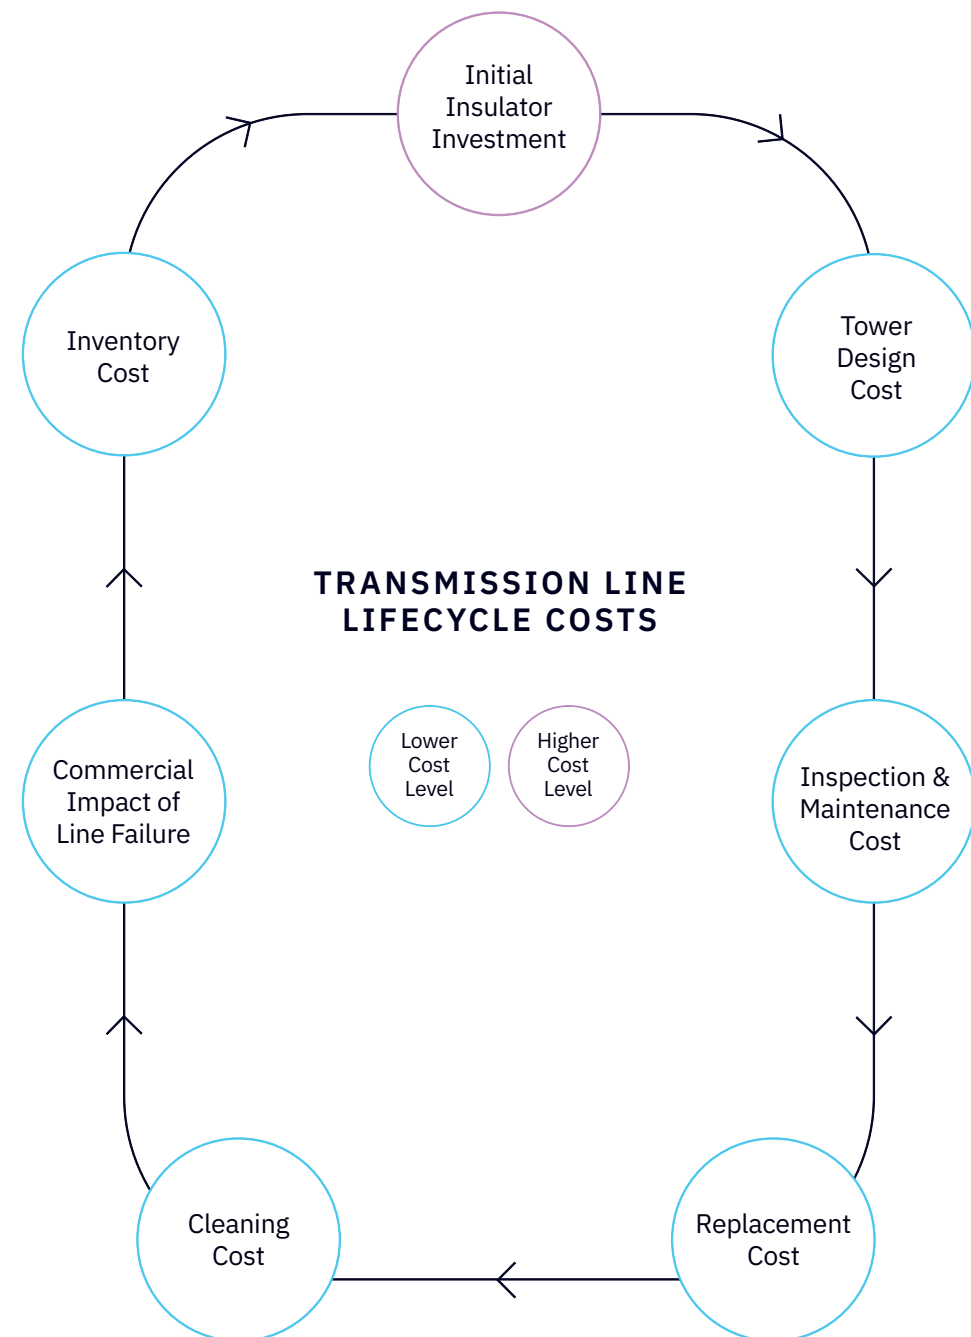 Initial
Insulator
Investment
Inventory
Cost
Tower
Design
Cost
TRANSMISSION LINE
LIFECYCLE COSTS
Lower
Cost
Level
Higher
Cost
Level
Commercial
Impact of
Line Failure
Inspection &
Maintenance
Cost
Cleaning
Cost
Replacement
Cost